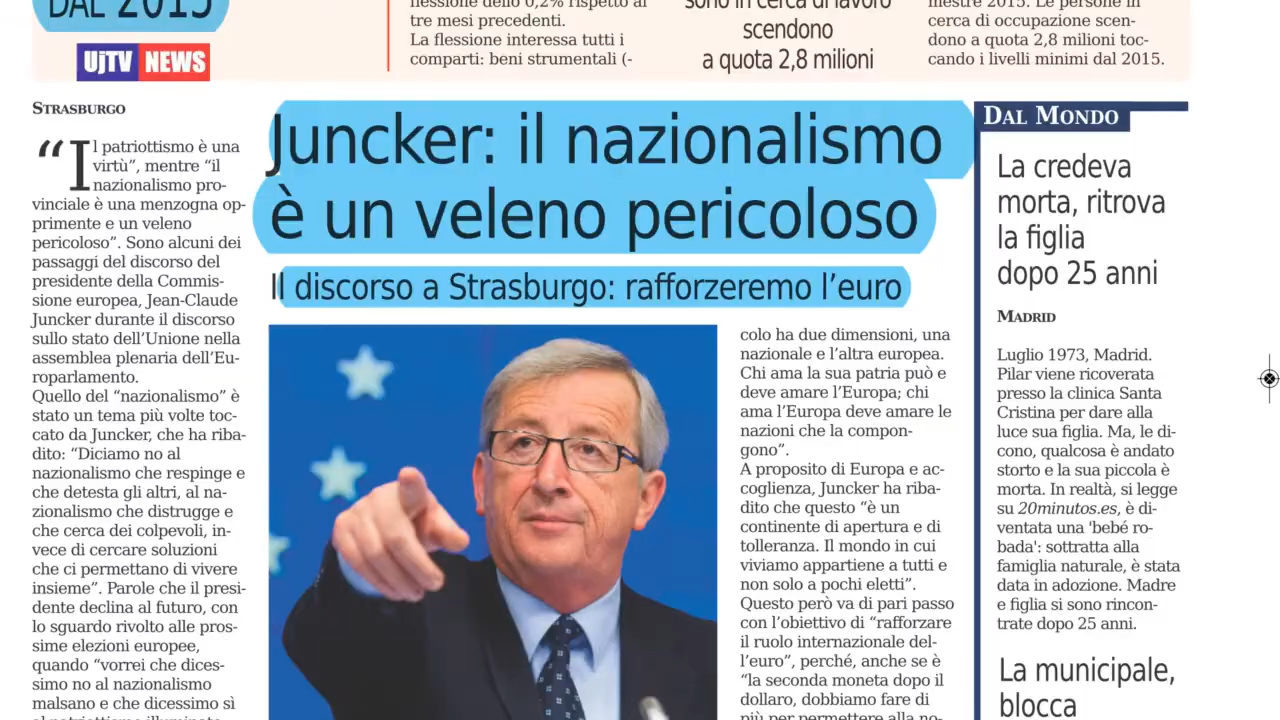 DAL 2015
UjTV NEWS
flessione dello 0,2% rispetto ai
tre mesi precedenti.
La flessione interessa tutti i
comparti: beni strumentali (-
sono in cerca di lavoro
scendono
a quota 2,8 milioni
mestre 2015. Le persone in
cerca di occupazione scen-
dono a quota 2,8 milioni toc-
cando i livelli minimi dal 2015.
STRASBURGO
“Il patriottismo è una
virtù”, mentre “il
nazionalismo pro-
vinciale è una menzogna op-
primente e un veleno
pericoloso”. Sono alcuni dei
passaggi del discorso del
presidente della Commis-
sione europea, Jean-Claude
Juncker durante il discorso
sullo stato dell’Unione nella
assemblea plenaria dell’Eu-
roparlamento.
Quello del “nazionalismo” è
stato un tema più volte toc-
cato da Juncker, che ha riba-
dito: “Diciamo no al
nazionalismo che respinge e
che detesta gli altri, al na-
zionalismo che distrugge e
che cerca dei colpevoli, in-
vece di cercare soluzioni
che ci permettano di vivere
insieme”. Parole che il presi-
dente declina al futuro, con
lo sguardo rivolto alle pros-
sime elezioni europee,
quando “vorrei che dices-
simo no al nazionalismo
malsano e che dicessimo sì
al patriottismo illuminato
Juncker: il nazionalismo
è un veleno pericoloso
Il discorso a Strasburgo: rafforzeremo l’euro
colo ha due dimensioni, una
nazionale e l’altra europea.
Chi ama la sua patria può e
deve amare l’Europa; chi
ama l’Europa deve amare le
nazioni che la compon-
gono”.
A proposito di Europa e ac-
coglienza, Juncker ha riba-
dito che questo “è un
continente di apertura e di
tolleranza. Il mondo in cui
viviamo appartiene a tutti e
non solo a pochi eletti”.
Questo però va di pari passo
con l’obiettivo di “rafforzare
il ruolo internazionale del-
l’euro”, perché, anche se è
“la seconda moneta dopo il
dollaro, dobbiamo fare di
più per permettere alla no-
DAL MONDO
La credeva
morta, ritrova
la figlia
dopo 25 anni
MADRID
Luglio 1973, Madrid.
Pilar viene ricoverata
presso la clinica Santa
Cristina per dare alla
luce sua figlia. Ma, le di-
cono, qualcosa è andato
storto e la sua piccola è
morta. In realtà, si legge
su 20minutos.es, è di-
ventata una 'bebé ro-
bada': sottratta alla
famiglia naturale, è stata
data in adozione. Madre
e figlia si sono rincon-
trate dopo 25 anni.
La municipale,
blocca